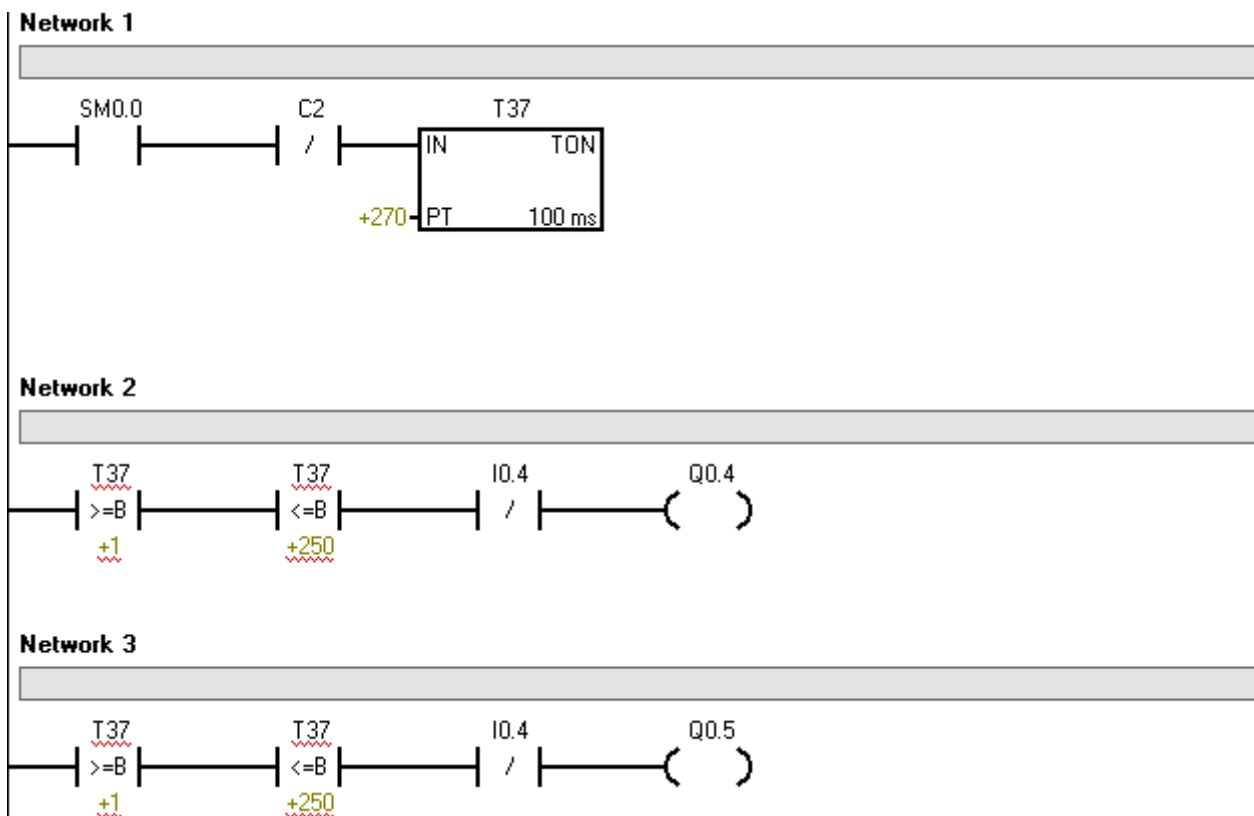 Network 1
SM0.0 C2 T37
/ IN TON
+270 PT 100 ms
Network 2
T37 T37 I0.4 Q0.4
>=B <=B /
+1 +250
Network 3
T37 T37 I0.4 Q0.5
>=B <=B /
+1 +250